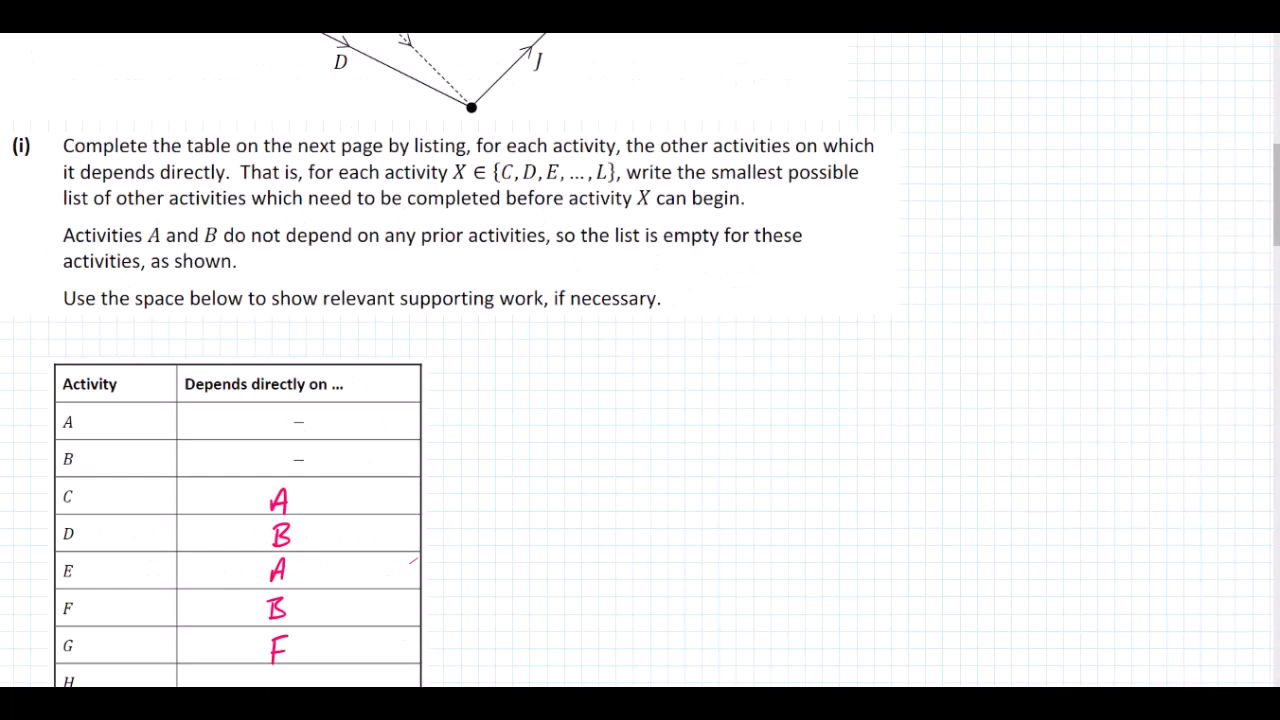 D
J
(i) Complete the table on the next page by listing, for each activity, the other activities on which
it depends directly. That is, for each activity X ∈ {C, D, E, ..., L}, write the smallest possible
list of other activities which need to be completed before activity X can begin.
Activities A and B do not depend on any prior activities, so the list is empty for these
activities, as shown.
Use the space below to show relevant supporting work, if necessary.
Activity Depends directly on ...
A –
B –
C A
D B
E A
F B
G F
H